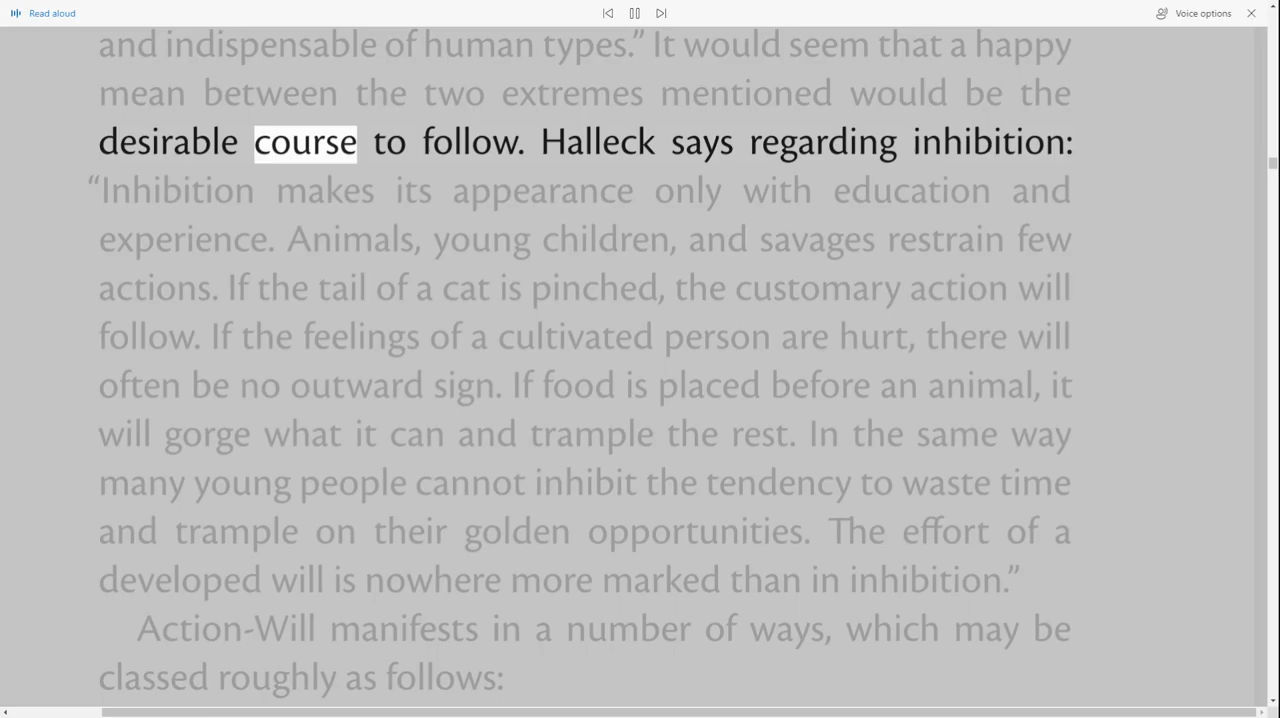 Read aloud
Voice options
and indispensable of human types.” It would seem that a happy
mean between the two extremes mentioned would be the
desirable course to follow. Halleck says regarding inhibition:
“Inhibition makes its appearance only with education and
experience. Animals, young children, and savages restrain few
actions. If the tail of a cat is pinched, the customary action will
follow. If the feelings of a cultivated person are hurt, there will
often be no outward sign. If food is placed before an animal, it
will gorge what it can and trample the rest. In the same way
many young people cannot inhibit the tendency to waste time
and trample on their golden opportunities. The effort of a
developed will is nowhere more marked than in inhibition.”
Action-Will manifests in a number of ways, which may be
classed roughly as follows: